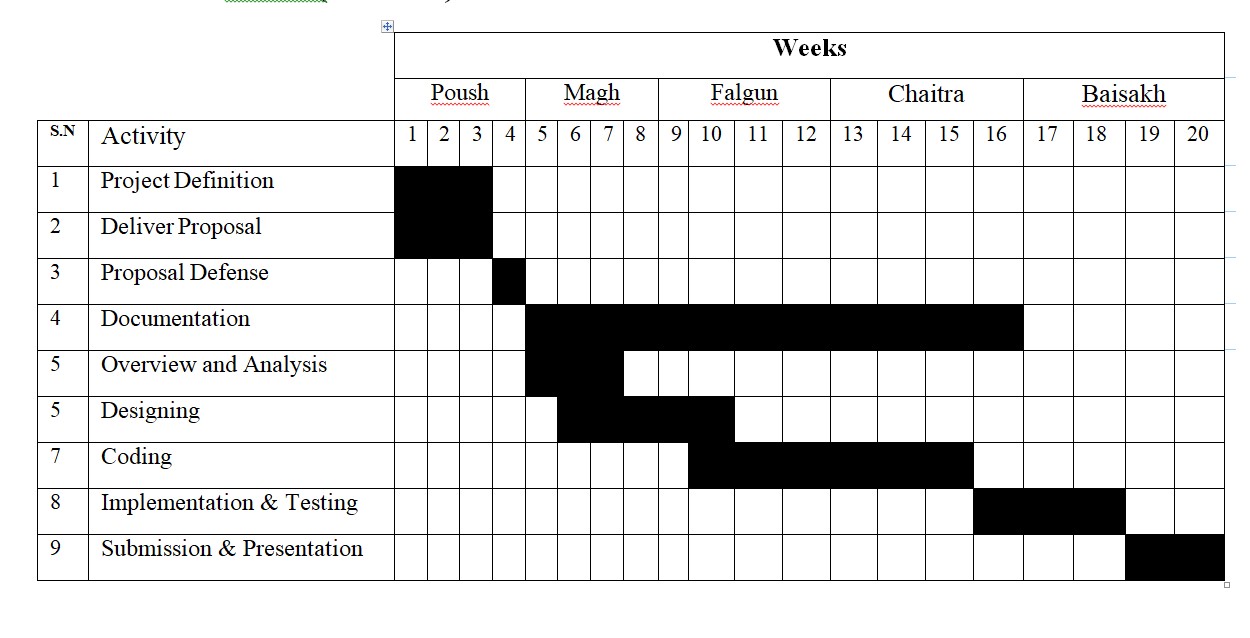 Weeks
Poush Magh Falgun Chaitra Baisakh
S.N Activity 1 2 3 4 5 6 7 8 9 10 11 12 13 14 15 16 17 18 19 20
1 Project Definition
2 Deliver Proposal
3 Proposal Defense
4 Documentation
5 Overview and Analysis
5 Designing
7 Coding
8 Implementation & Testing
9 Submission & Presentation